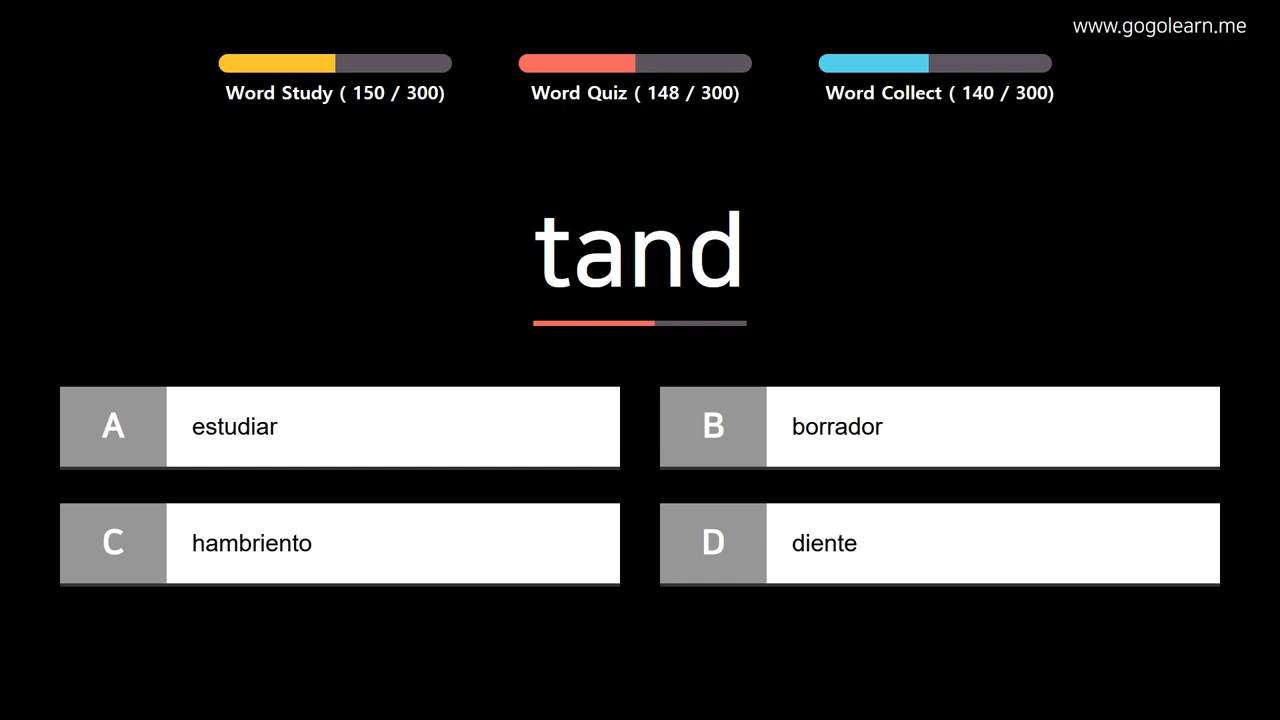 www.gogolearn.me
Word Study ( 150 / 300)
Word Quiz ( 148 / 300)
Word Collect ( 140 / 300)
tand
A estudiar
B borrador
C hambriento
D diente